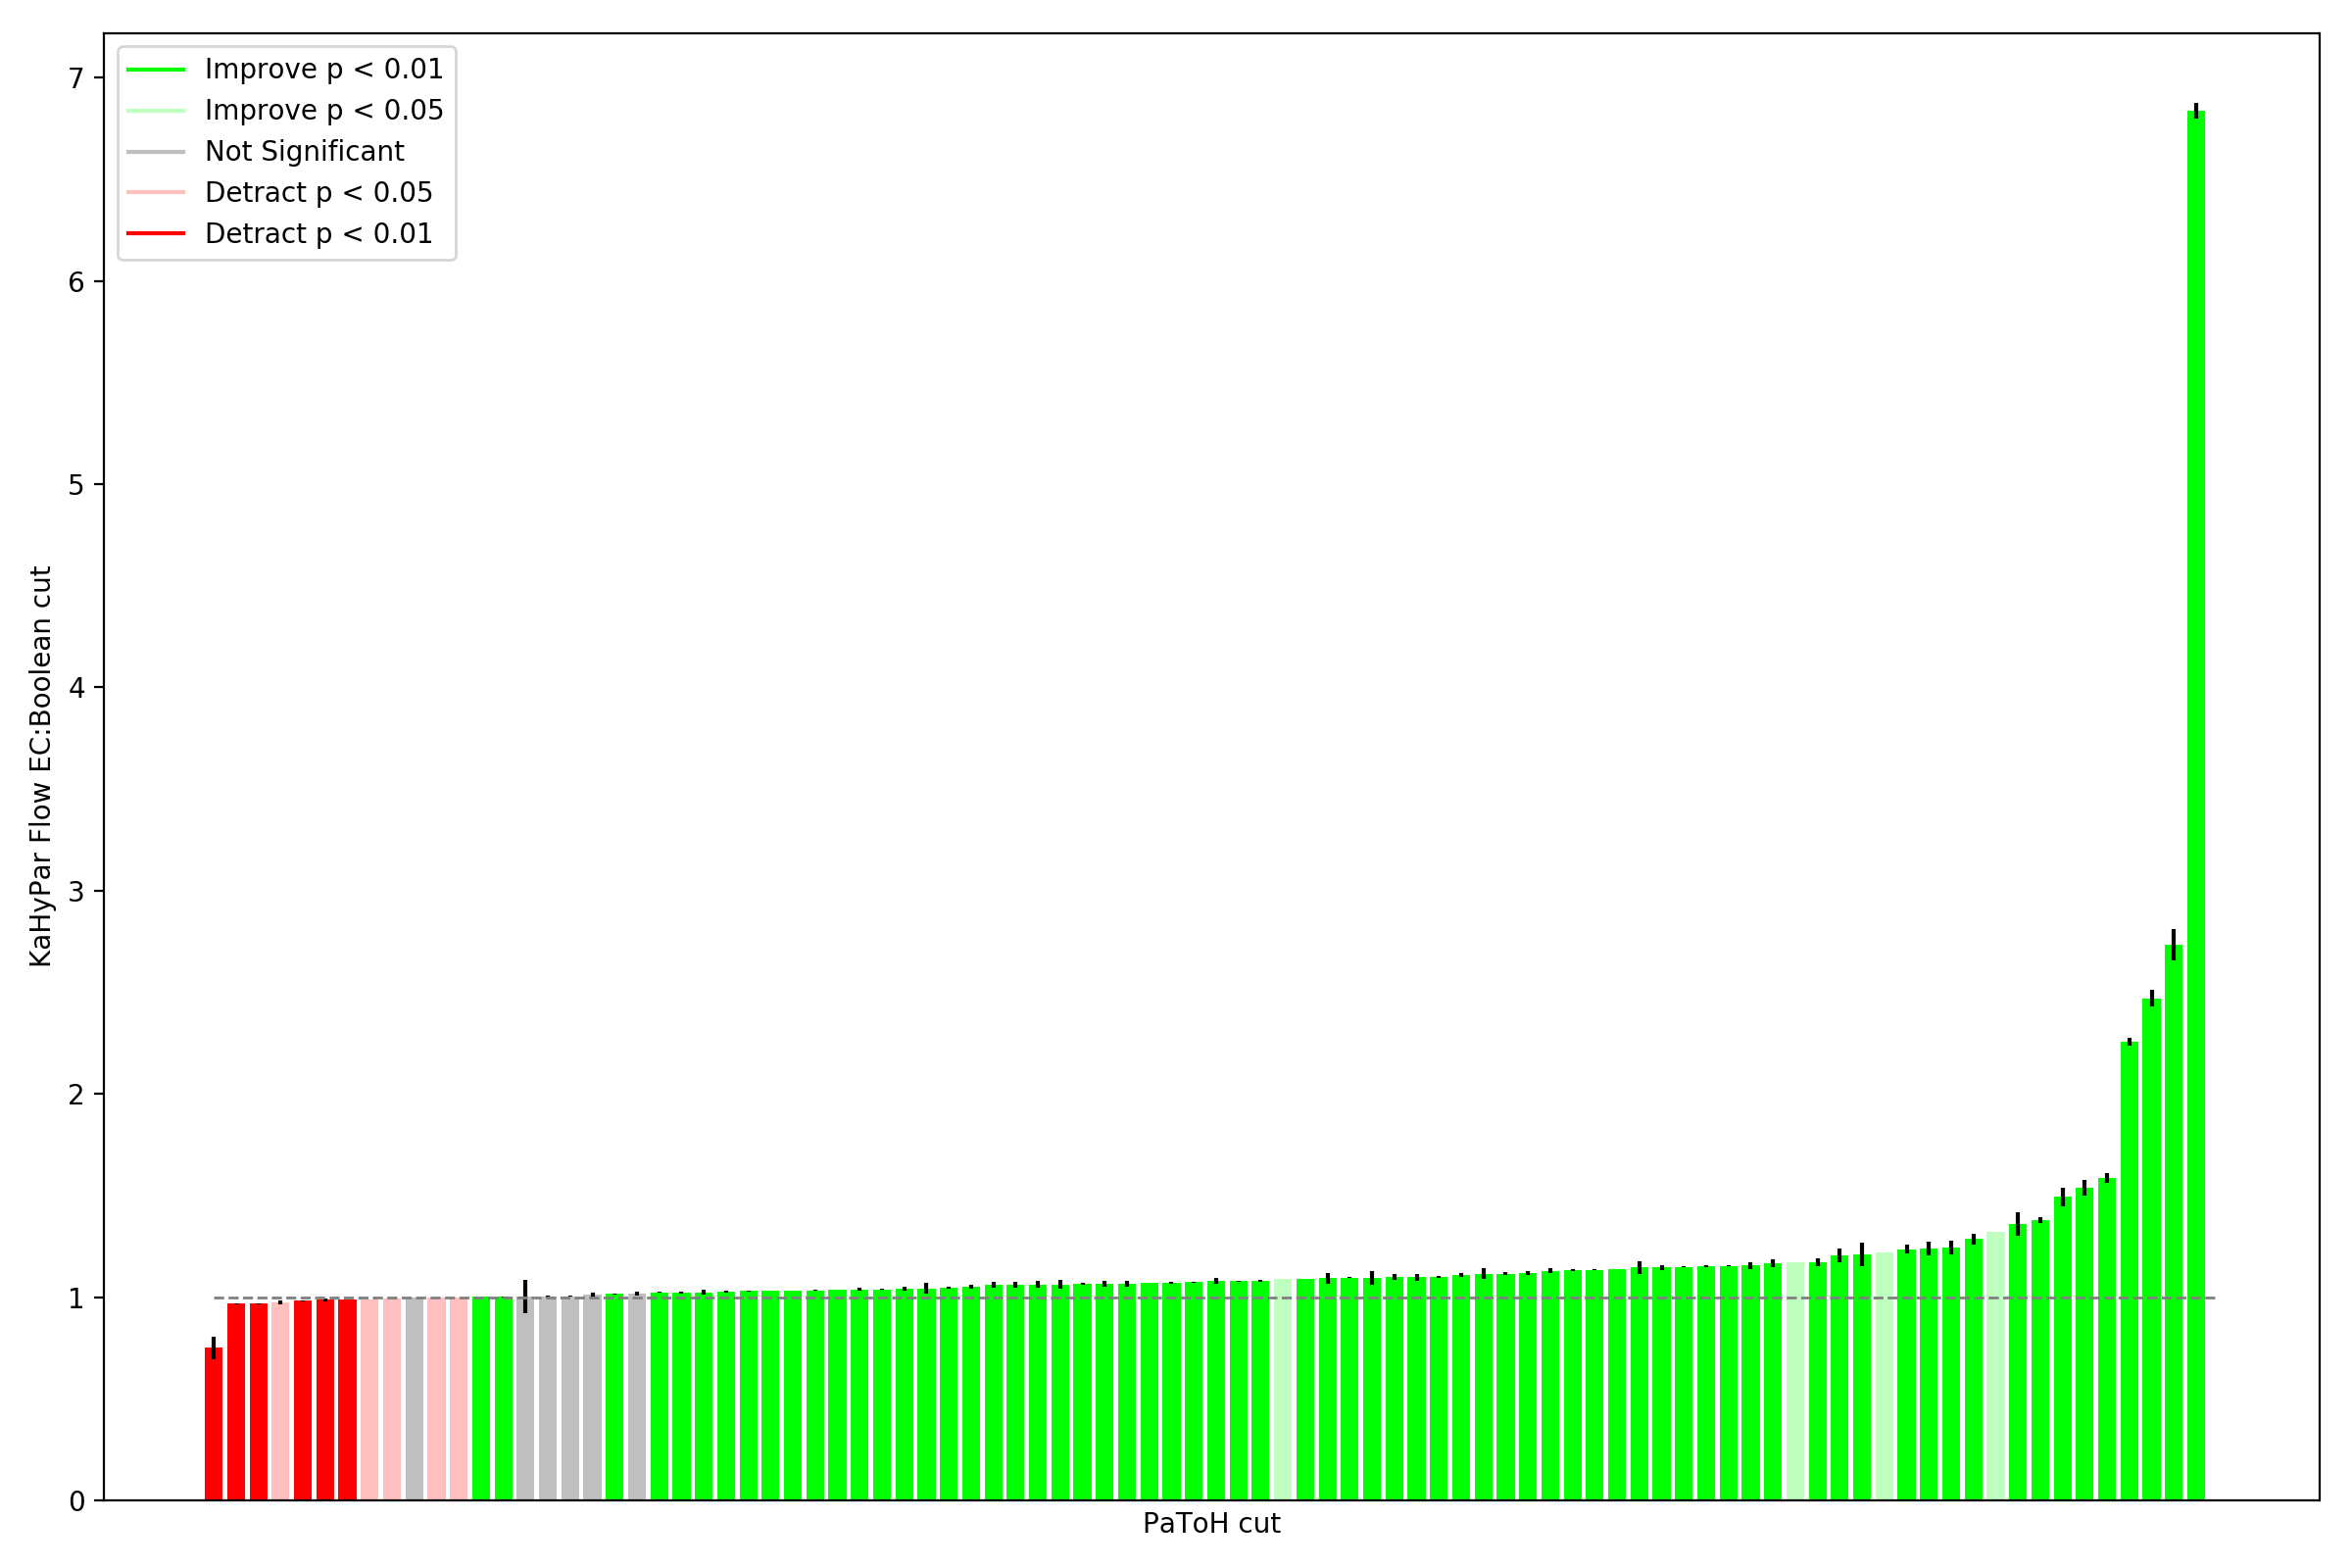 Improve p < 0.01
Improve p < 0.05
Not Significant
Detract p < 0.05
Detract p < 0.01
7
6
5
4
3
2
1
0
KaHyPar Flow EC:Boolean cut
PaToH cut